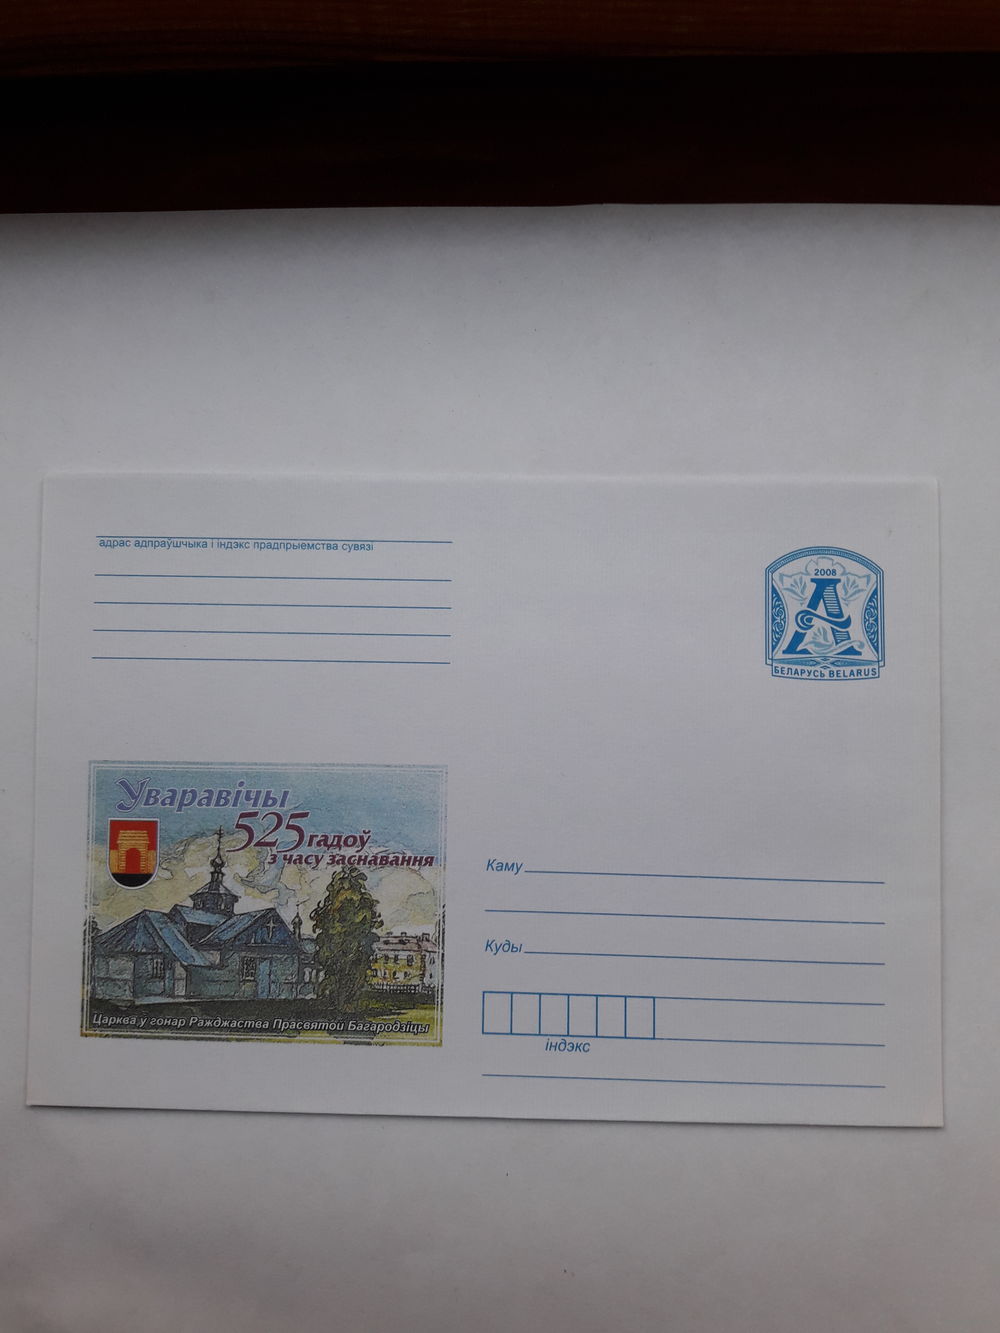 адрас адпраўшчыка і індэкс прадпрыемства сувязі
2008
А
БЕЛАРУСЬ BELARUS
Уваравічы
525 гадоў
з часу заснавання
Царква ў гонар Ражджаства Прасвятой Багародзіцы
Каму
Куды
індэкс